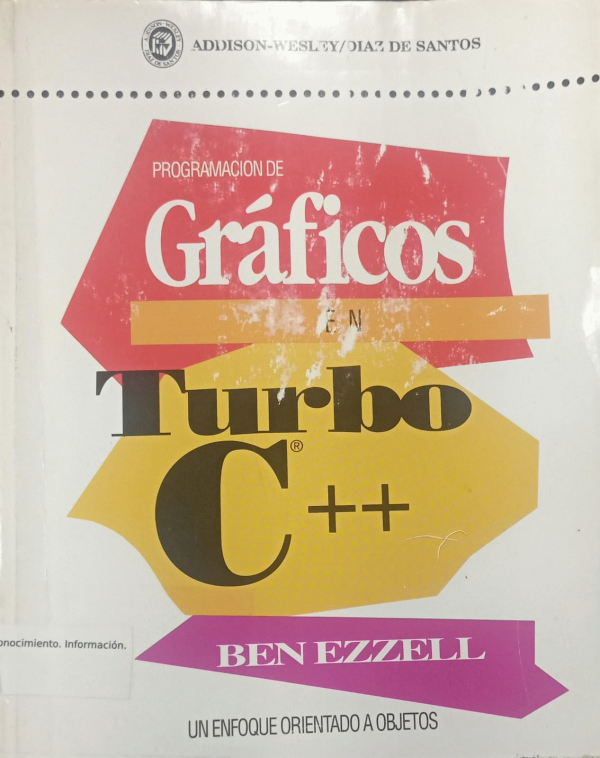 ADDISON-WESLEY/DIAZ DE SANTOS
PROGRAMACION DE
Gráficos
EN
Turbo
C®++
BEN EZZELL
onocimiento. Información.
UN ENFOQUE ORIENTADO A OBJETOS